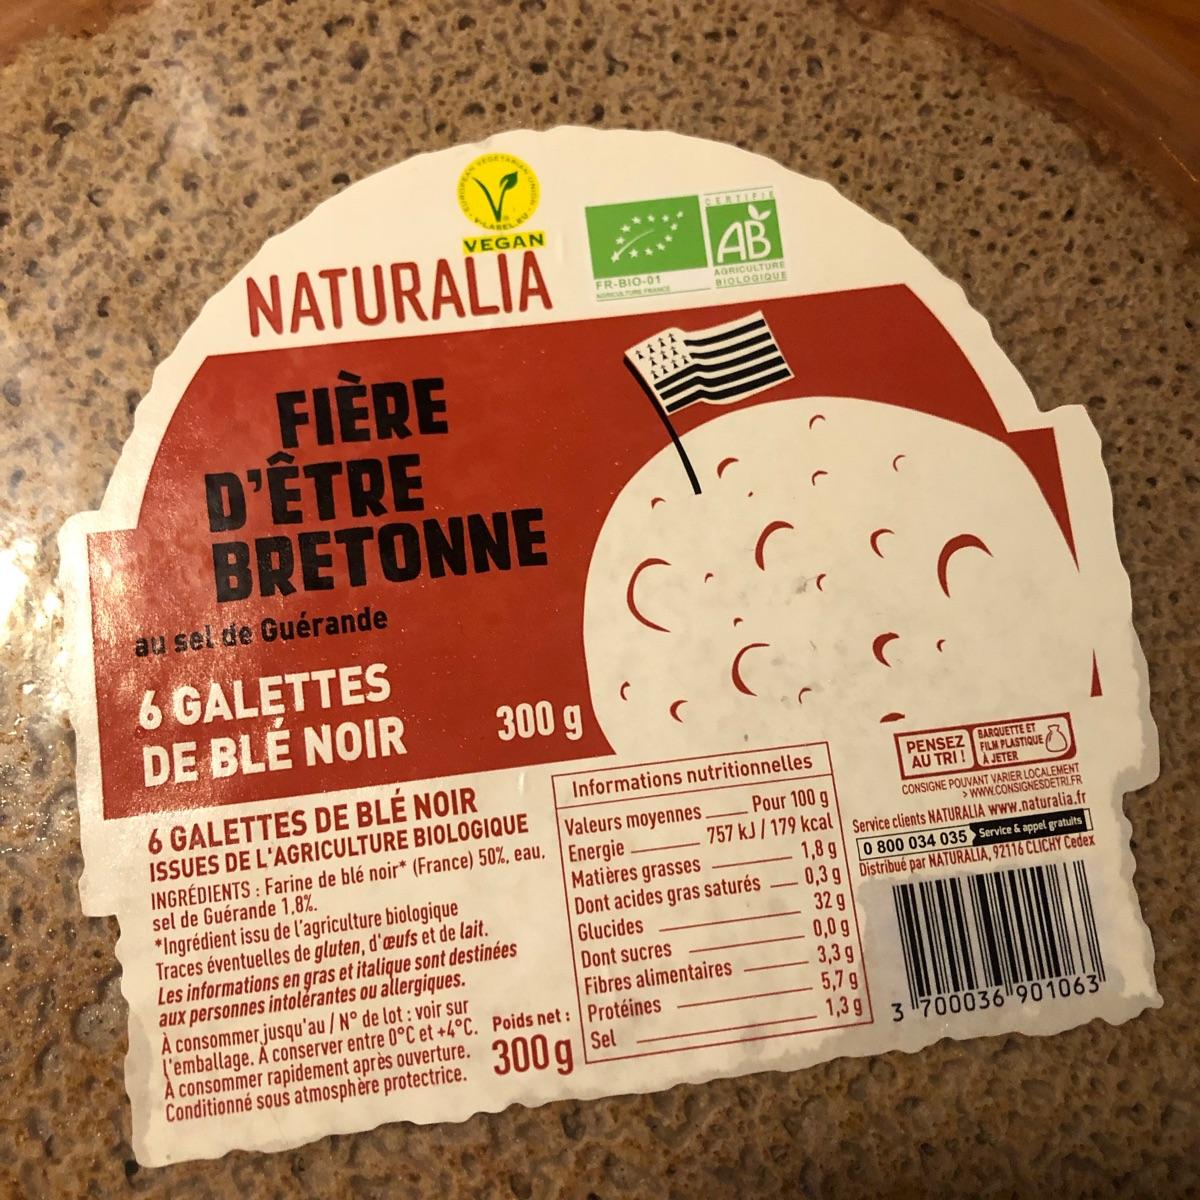 EUROPEAN VEGETARIAN UNION
V-LABEL.EU
VEGAN
NATURALIA
FR-BIO-01
AGRICULTURE FRANCE
CERTIFIÉ
AB
AGRICULTURE
BIOLOGIQUE
FIÈRE
D'ÊTRE
BRETONNE
au sel de Guérande
6 GALETTES
DE BLÉ NOIR
300 g
6 GALETTES DE BLÉ NOIR
ISSUES DE L'AGRICULTURE BIOLOGIQUE
INGRÉDIENTS : Farine de blé noir* (France) 50%, eau,
sel de Guérande 1,8%.
*Ingrédient issu de l'agriculture biologique
Traces éventuelles de gluten, d'œufs et de lait.
Les informations en gras et italique sont destinées
aux personnes intolérantes ou allergiques.
À consommer jusqu'au / N° de lot : voir sur
l'emballage. À conserver entre 0°C et +4°C.
À consommer rapidement après ouverture.
Conditionné sous atmosphère protectrice.
Poids net :
300 g
Informations nutritionnelles
Valeurs moyennes Pour 100 g
Energie 757 kJ / 179 kcal
Matières grasses 1,8 g
Dont acides gras saturés 0,3 g
Glucides 32 g
Dont sucres 0,0 g
Fibres alimentaires 3,3 g
Protéines 5,7 g
Sel 1,3 g
PENSEZ
AU TRI !
BARQUETTE ET
FILM PLASTIQUE
À JETER
CONSIGNE POUVANT VARIER LOCALEMENT
> WWW.CONSIGNESDETRI.FR
Service clients NATURALIA www.naturalia.fr
0 800 034 035 Service & appel gratuits
Distribué par NATURALIA, 92116 CLICHY Cedex
3 700036 901063